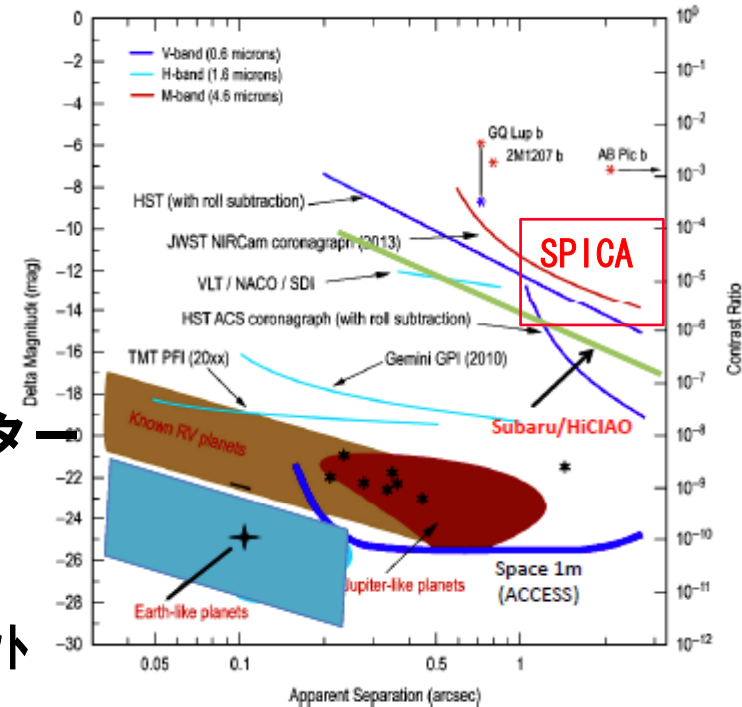 0
-2
-4
-6
-8
-10
-12
-14
-16
-18
-20
-22
-24
-26
-28
-30
Delta Magnitude (mag)
V-band (0.6 microns)
H-band (1.6 microns)
M-band (4.6 microns)
GQ Lup b
2M1207 b
AB Pic b
HST (with roll subtraction)
JWST NIRCam coronagraph (2013)
SPICA
VLT / NACO / SDI
HST ACS coronagraph (with roll subtraction)
TMT PFI (20xx)
Gemini GPI (2010)
Subaru/HiCIAO
ター
Known RV planets
Space 1m
(ACCESS)
Jupiter-like planets
Earth-like planets
ト
10⁰
10⁻¹
10⁻²
10⁻³
10⁻⁴
10⁻⁵
10⁻⁶
10⁻⁷
10⁻⁸
10⁻⁹
10⁻¹⁰
10⁻¹¹
10⁻¹²
Contrast Ratio
0.05 0.1 0.5 1
Apparent Separation (arcsec)